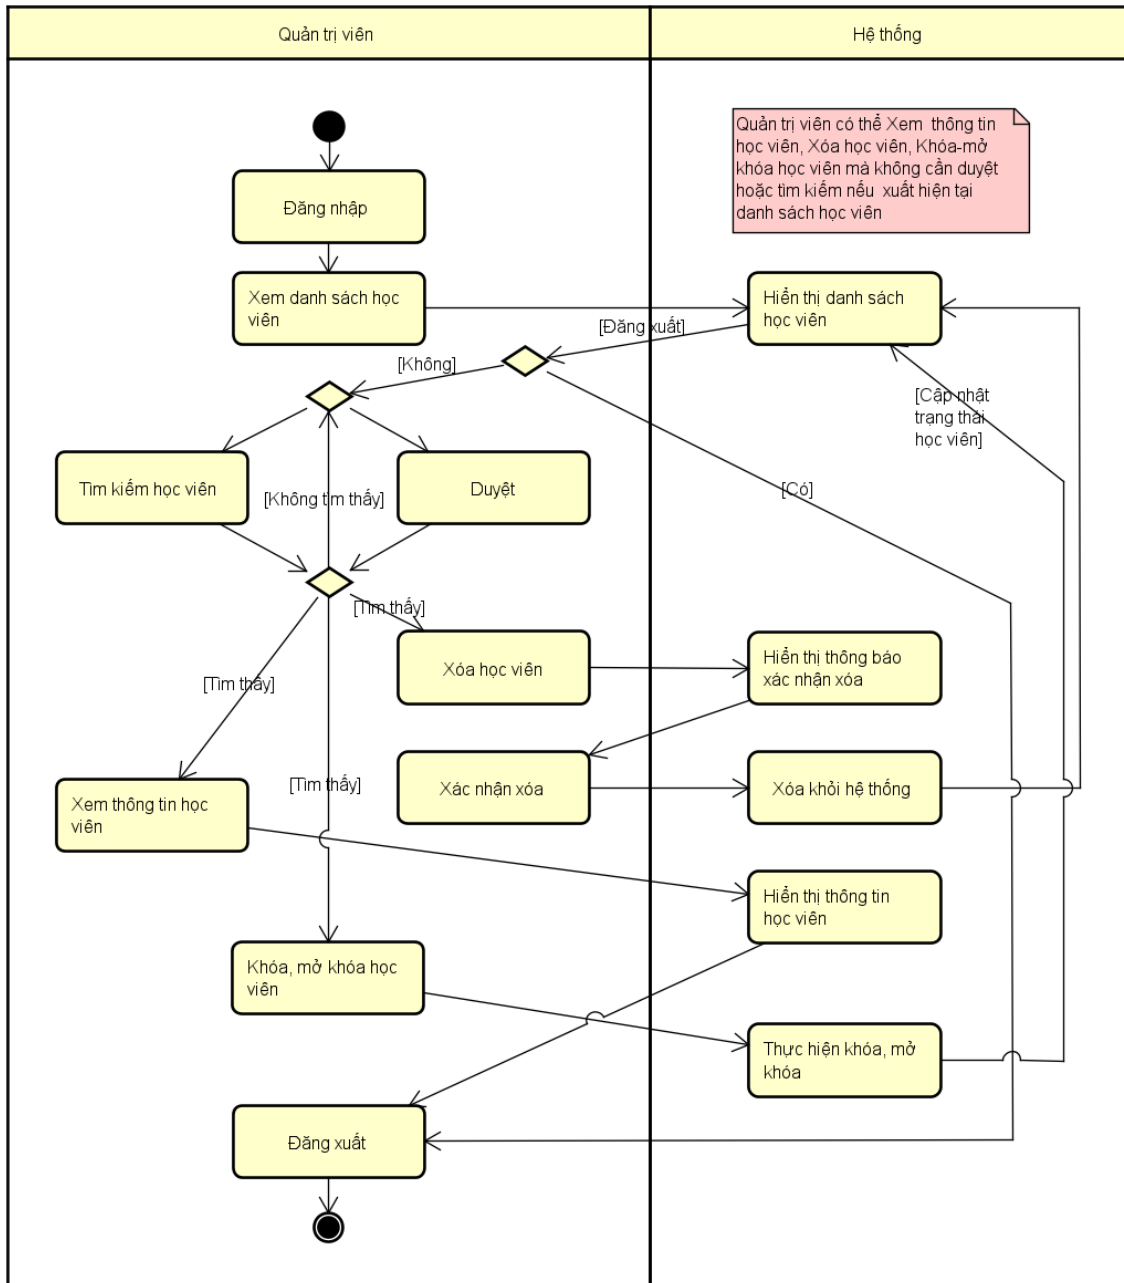 Quản trị viên
Hệ thống
Quản trị viên có thể Xem thông tin
học viên, Xóa học viên, Khóa-mở
khóa học viên mà không cần duyệt
hoặc tìm kiếm nếu xuất hiện tại
danh sách học viên
Đăng nhập
Xem danh sách học
viên
Hiển thị danh sách
học viên
[Đăng xuất]
[Không]
[Cập nhật
trạng thái
học viên]
Tìm kiếm học viên
[Không tìm thấy]
Duyệt
[Có]
[Tìm thấy]
Xóa học viên
Hiển thị thông báo
xác nhận xóa
[Tìm thấy]
Xem thông tin học
viên
[Tìm thấy]
Xác nhận xóa
Xóa khỏi hệ thống
Hiển thị thông tin
học viên
Khóa, mở khóa học
viên
Thực hiện khóa, mở
khóa
Đăng xuất